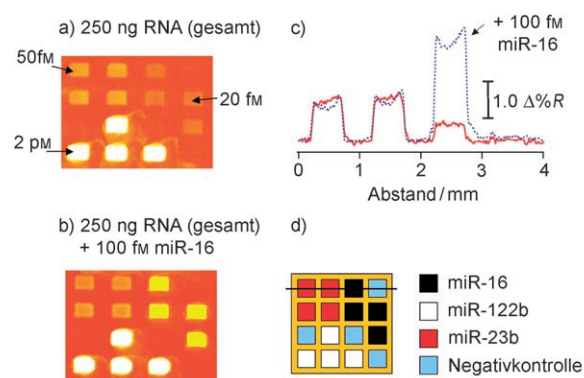 a) 250 ng RNA (gesamt)
50fM
20 fM
2 pM
b) 250 ng RNA (gesamt)
+ 100 fM miR-16
c)
+ 100 fM
miR-16
1.0 Δ%R
0 1 2 3 4
Abstand / mm
d)
miR-16
miR-122b
miR-23b
Negativkontrolle